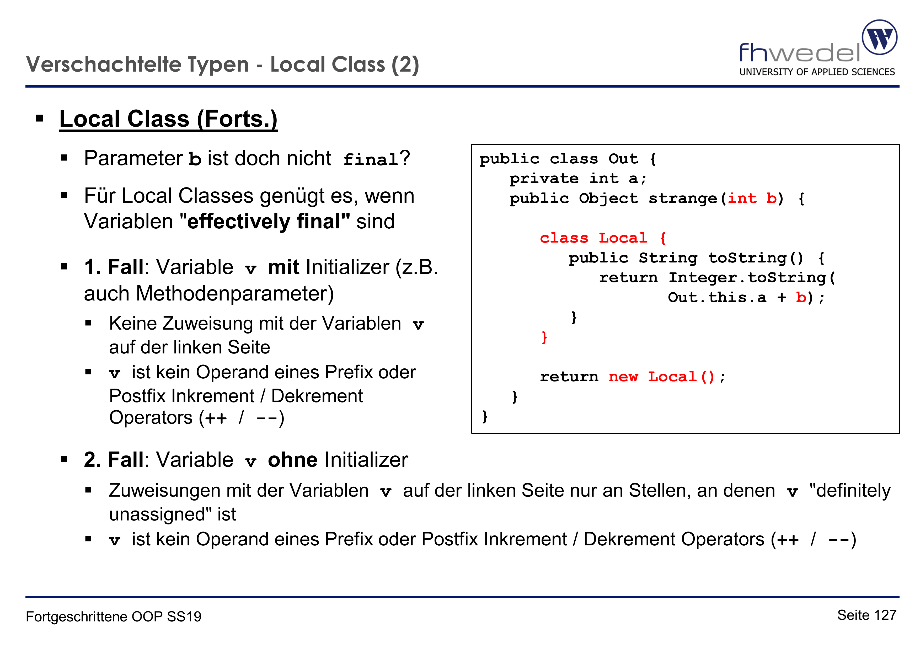 Verschachtelte Typen - Local Class (2)
fhwedel
UNIVERSITY OF APPLIED SCIENCES
Local Class (Forts.)
Parameter b ist doch nicht final?
Für Local Classes genügt es, wenn
Variablen "effectively final" sind
1. Fall: Variable v mit Initializer (z.B.
auch Methodenparameter)
Keine Zuweisung mit der Variablen v
auf der linken Seite
v ist kein Operand eines Prefix oder
Postfix Inkrement / Dekrement
Operators (++ / --)
public class Out {
private int a;
public Object strange(int b) {
class Local {
public String toString() {
return Integer.toString(
Out.this.a + b);
}
}
return new Local();
}
}
2. Fall: Variable v ohne Initializer
Zuweisungen mit der Variablen v auf der linken Seite nur an Stellen, an denen v "definitely
unassigned" ist
v ist kein Operand eines Prefix oder Postfix Inkrement / Dekrement Operators (++ / --)
Fortgeschrittene OOP SS19
Seite 127